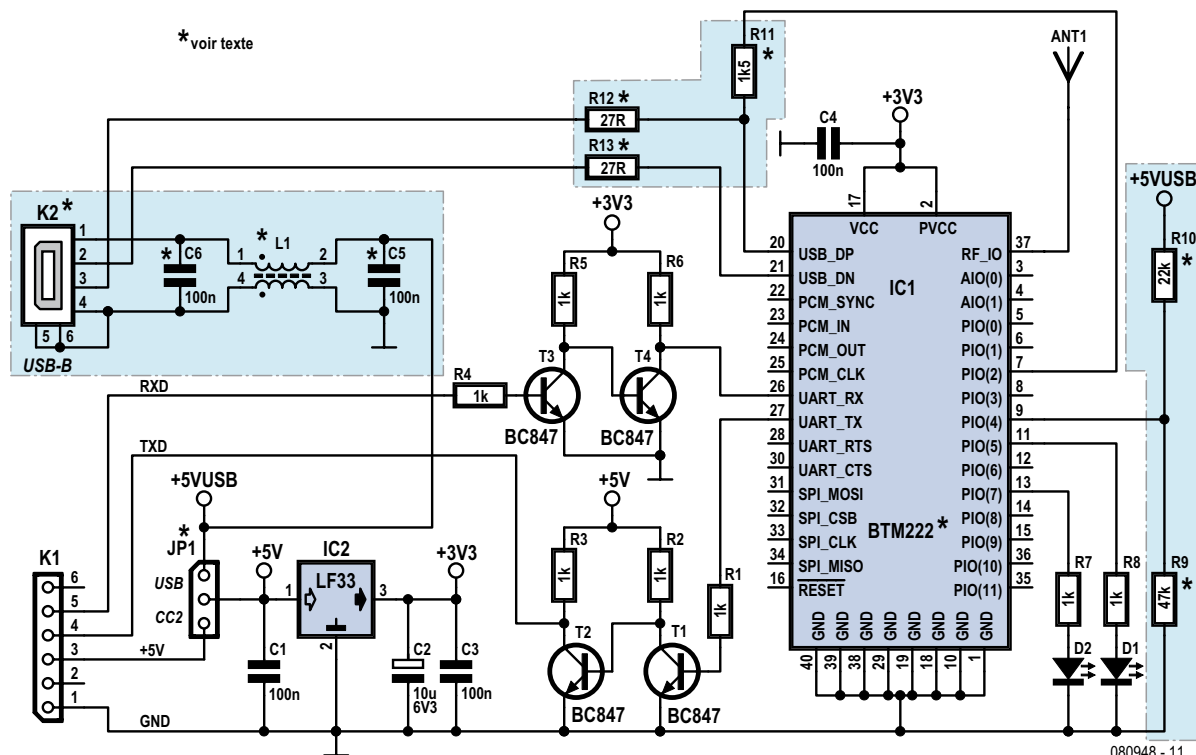 *voir texte
R11
*
1k5
ANT1
R12*
27R
R13*
27R
+3V3
C4
100n
+5VUSB
R10
*
22k
17
2
VCC
PVCC
K2*
1
2
3
4
5 6
USB-B
*
C6
100n
*
L1
1
2
4
3
*
C5
100n
+3V3
R5
1k
R6
1k
T3
BC847
T4
BC847
RXD
R4
1k
TXD
IC1
BTM222*
20 USB_DP
21 USB_DN
22 PCM_SYNC
23 PCM_IN
24 PCM_OUT
25 PCM_CLK
26 UART_RX
27 UART_TX
28 UART_RTS
30 UART_CTS
31 SPI_MOSI
32 SPI_CSB
33 SPI_CLK
34 SPI_MISO
16 RESET
RF_IO 37
AIO(0) 3
AIO(1) 4
PIO(0) 5
PIO(1) 6
PIO(2) 7
PIO(3) 8
PIO(4) 9
PIO(5) 11
PIO(6) 12
PIO(7) 13
PIO(8) 14
PIO(9) 15
PIO(10) 36
PIO(11) 35
GND GND GND GND GND GND GND GND
40 39 38 29 19 18 10 1
+5VUSB
*
JP1
USB
CC2
K1
6
5
4
3
2
1
+5V
GND
+5V
C1
100n
IC2
LF33
1
3
2
+3V3
C2
10u
6V3
C3
100n
+5V
R3
1k
R2
1k
R1
1k
T2
BC847
T1
BC847
R7
1k
R8
1k
R9
*
47k
D2
D1
080948 - 11